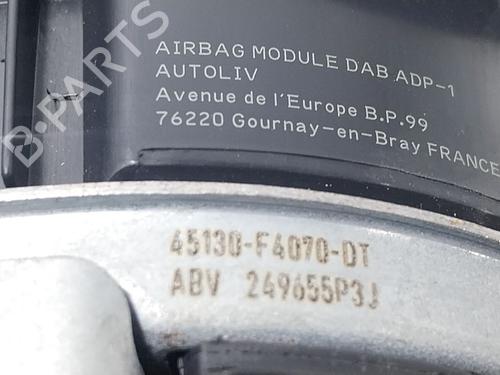 B-PARTS
AIRBAG MODULE DAB ADP-1
AUTOLIV
Avenue de l'Europe B.P.99
76220 Gournay-en-Bray FRANCE
45130-F4070-DT
ABV 249655P3J